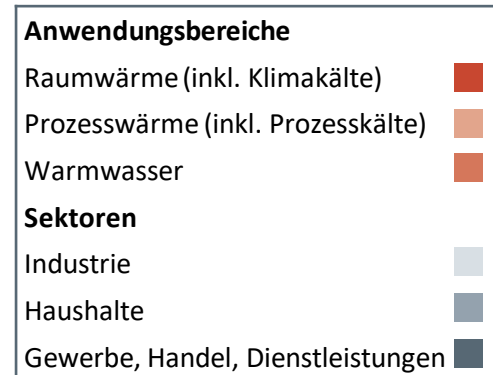 Anwendungsbereiche
Raumwärme (inkl. Klimakälte)
Prozesswärme (inkl. Prozesskälte)
Warmwasser
Sektoren
Industrie
Haushalte
Gewerbe, Handel, Dienstleistungen